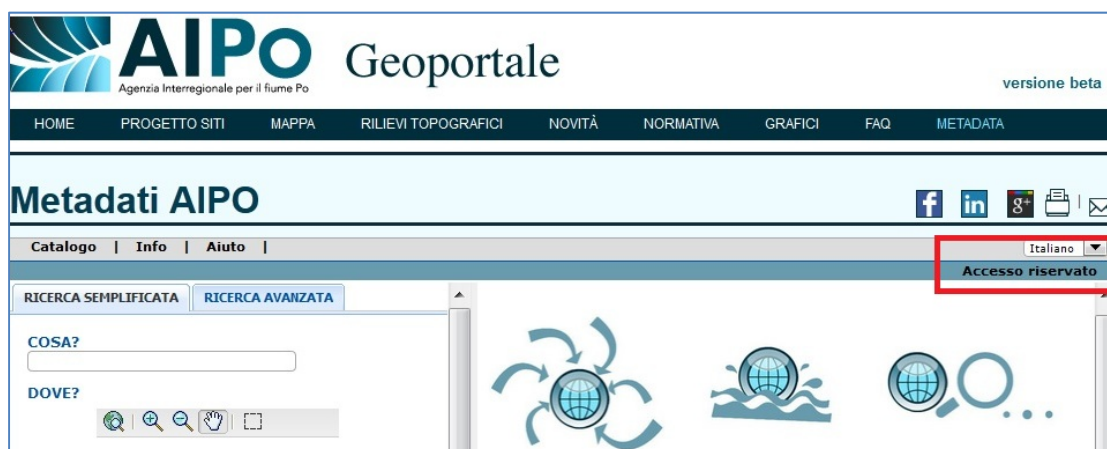 AIPO
Agenzia Interregionale per il fiume Po
Geoportale
versione beta
HOME PROGETTO SITI MAPPA RILIEVI TOPOGRAFICI NOVITÀ NORMATIVA GRAFICI FAQ METADATA
Metadati AIPO
f in g+
Catalogo | Info | Aiuto |
Italiano
Accesso riservato
RICERCA SEMPLIFICATA RICERCA AVANZATA
COSA?
DOVE?